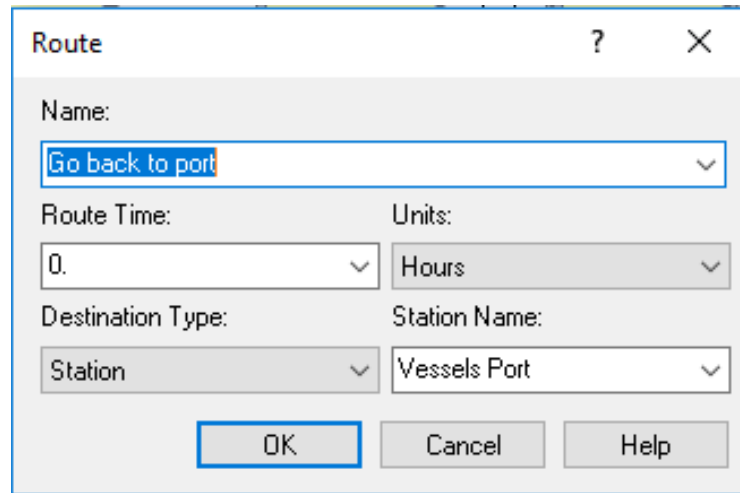 Route ?
Name:
Go back to port
Route Time: Units:
0. Hours
Destination Type: Station Name:
Station Vessels Port
OK Cancel Help